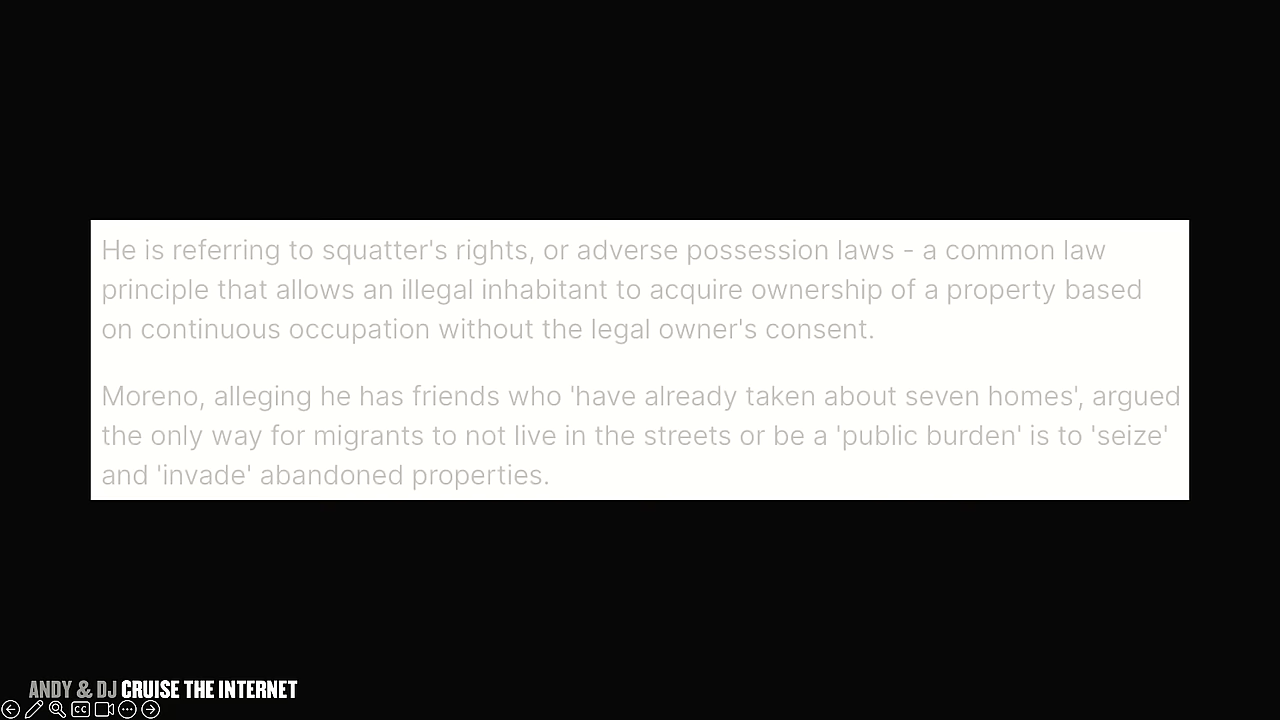 He is referring to squatter's rights, or adverse possession laws - a common law
principle that allows an illegal inhabitant to acquire ownership of a property based
on continuous occupation without the legal owner's consent.
Moreno, alleging he has friends who 'have already taken about seven homes', argued
the only way for migrants to not live in the streets or be a 'public burden' is to 'seize'
and 'invade' abandoned properties.
ANDY & DJ CRUISE THE INTERNET
CC